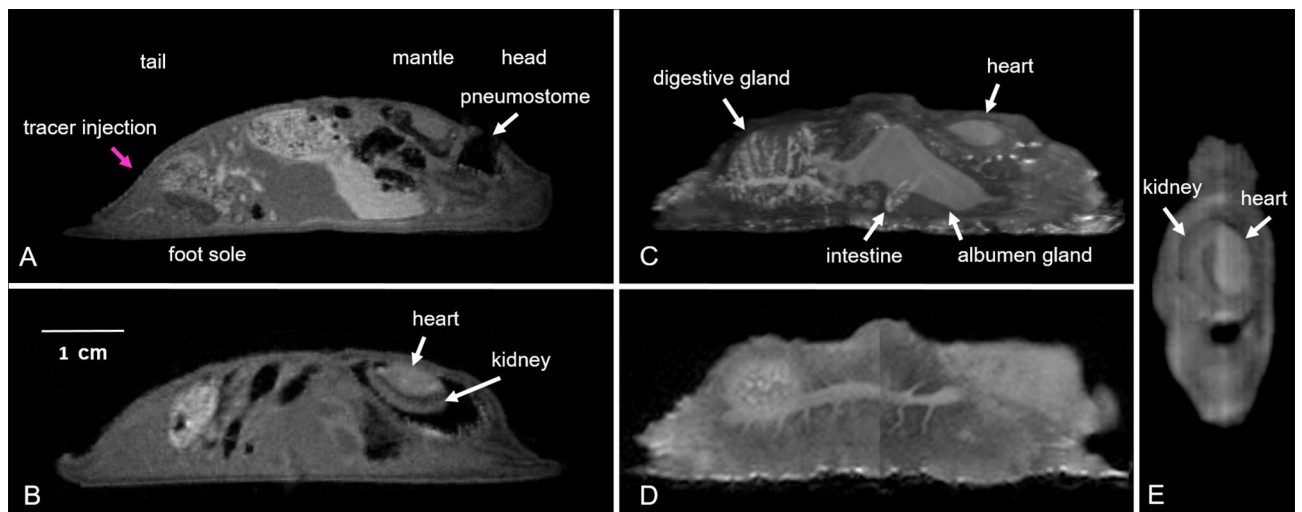 tail
mantle
head
pneumostome
tracer injection
foot sole
A
heart
kidney
1 cm
B
heart
digestive gland
intestine
albumen gland
C
D
kidney
heart
E